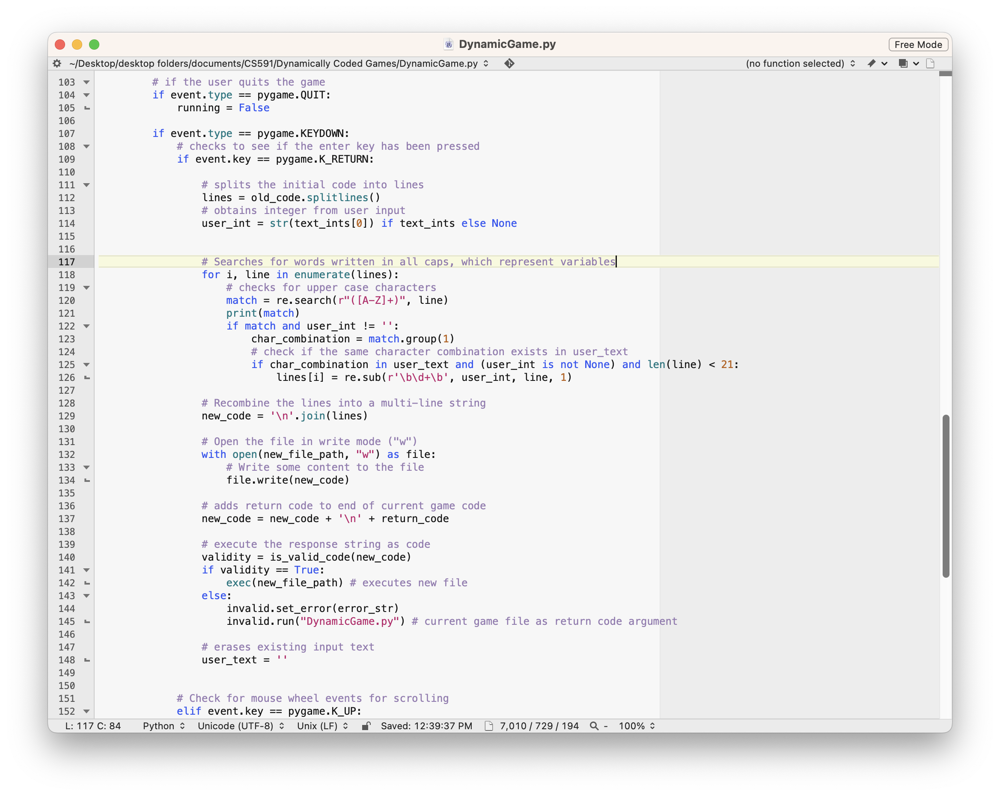 DynamicGame.py
Free Mode
~/Desktop/desktop folders/documents/CS591/Dynamically Coded Games/DynamicGame.py
(no function selected)
103 # if the user quits the game
104 if event.type == pygame.QUIT:
105 running = False
106
107 if event.type == pygame.KEYDOWN:
108 # checks to see if the enter key has been pressed
109 if event.key == pygame.K_RETURN:
110
111 # splits the initial code into lines
112 lines = old_code.splitlines()
113 # obtains integer from user input
114 user_int = str(text_ints[0]) if text_ints else None
115
116
117 # Searches for words written in all caps, which represent variables
118 for i, line in enumerate(lines):
119 # checks for upper case characters
120 match = re.search(r"([A-Z]+)", line)
121 print(match)
122 if match and user_int != '':
123 char_combination = match.group(1)
124 # check if the same character combination exists in user_text
125 if char_combination in user_text and (user_int is not None) and len(line) < 21:
126 lines[i] = re.sub(r'\b\d+\b', user_int, line, 1)
127
128 # Recombine the lines into a multi-line string
129 new_code = '\n'.join(lines)
130
131 # Open the file in write mode ("w")
132 with open(new_file_path, "w") as file:
133 # Write some content to the file
134 file.write(new_code)
135
136 # adds return code to end of current game code
137 new_code = new_code + '\n' + return_code
138
139 # execute the response string as code
140 validity = is_valid_code(new_code)
141 if validity == True:
142 exec(new_file_path) # executes new file
143 else:
144 invalid.set_error(error_str)
145 invalid.run("DynamicGame.py") # current game file as return code argument
146
147 # erases existing input text
148 user_text = ''
149
150
151 # Check for mouse wheel events for scrolling
152 elif event.key == pygame.K_UP:
L: 117 C: 84 Python Unicode (UTF-8) Unix (LF) Saved: 12:39:37 PM 7,010 / 729 / 194 - 100%